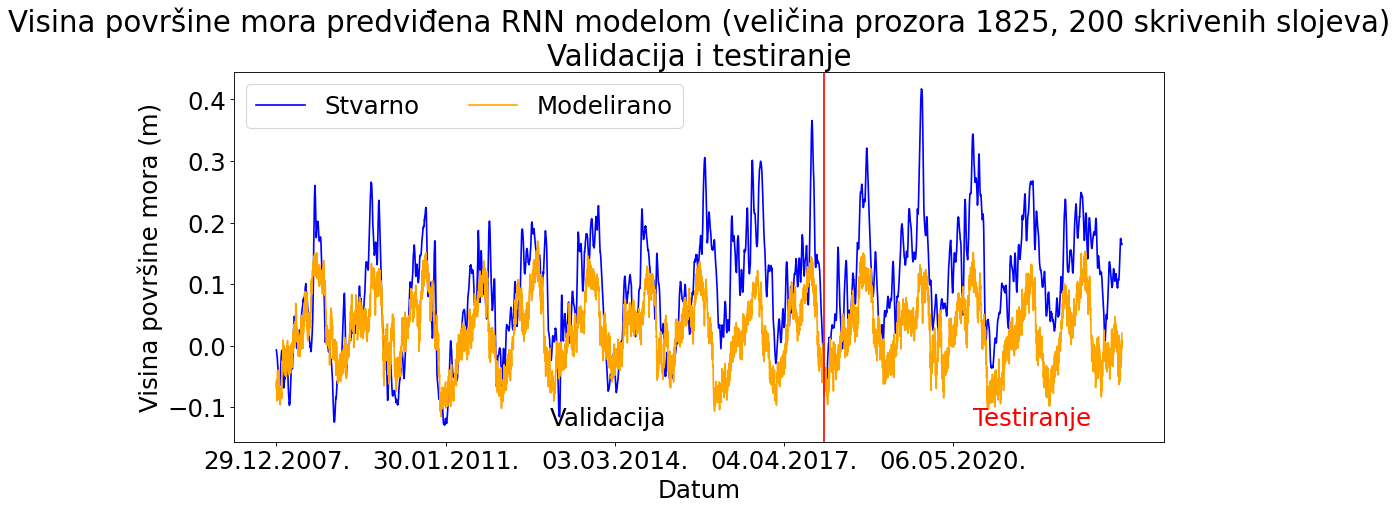 Visina površine mora predviđena RNN modelom (veličina prozora 1825, 200 skrivenih slojeva)
Validacija i testiranje
Stvarno
Modelirano
Visina površine mora (m)
0.4
0.3
0.2
0.1
0.0
−0.1
Validacija
Testiranje
29.12.2007.
30.01.2011.
03.03.2014.
04.04.2017.
06.05.2020.
Datum